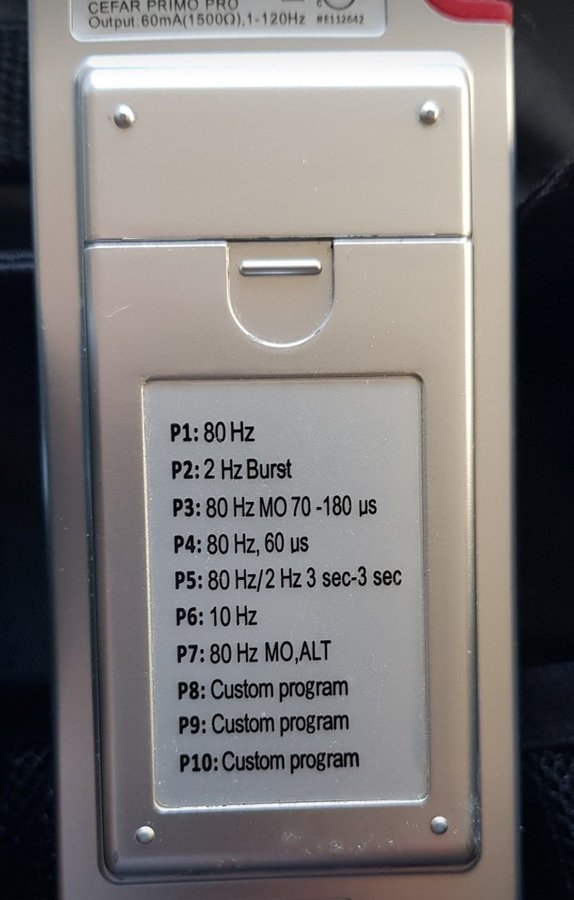 CEFAR PRIMO PRO
Output:60mA(1500Ω),1-120Hz #E112642
P1: 80 Hz
P2: 2 Hz Burst
P3: 80 Hz MO 70 -180 µs
P4: 80 Hz, 60 µs
P5: 80 Hz/2 Hz 3 sec-3 sec
P6: 10 Hz
P7: 80 Hz MO,ALT
P8: Custom program
P9: Custom program
P10: Custom program